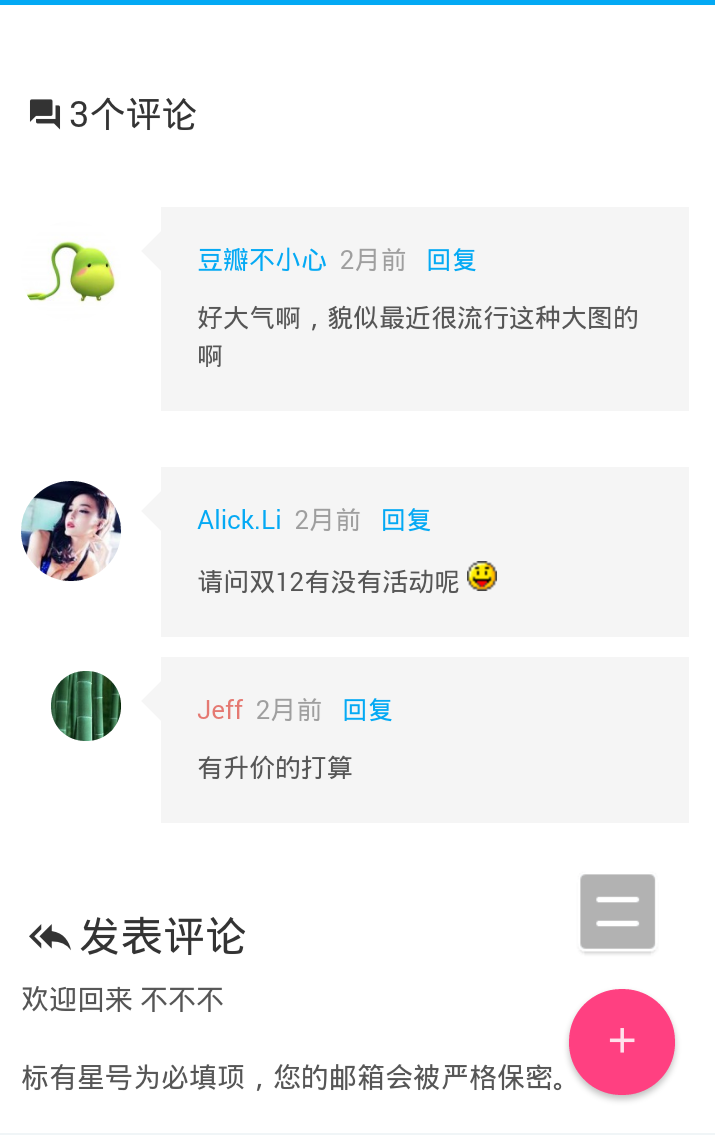 3个评论
豆瓣不小心 2月前 回复
好大气啊，貌似最近很流行这种大图的
啊
Alick.Li 2月前 回复
请问双12有没有活动呢
Jeff 2月前 回复
有升价的打算
发表评论
欢迎回来 不不不
标有星号为必填项，您的邮箱会被严格保密。